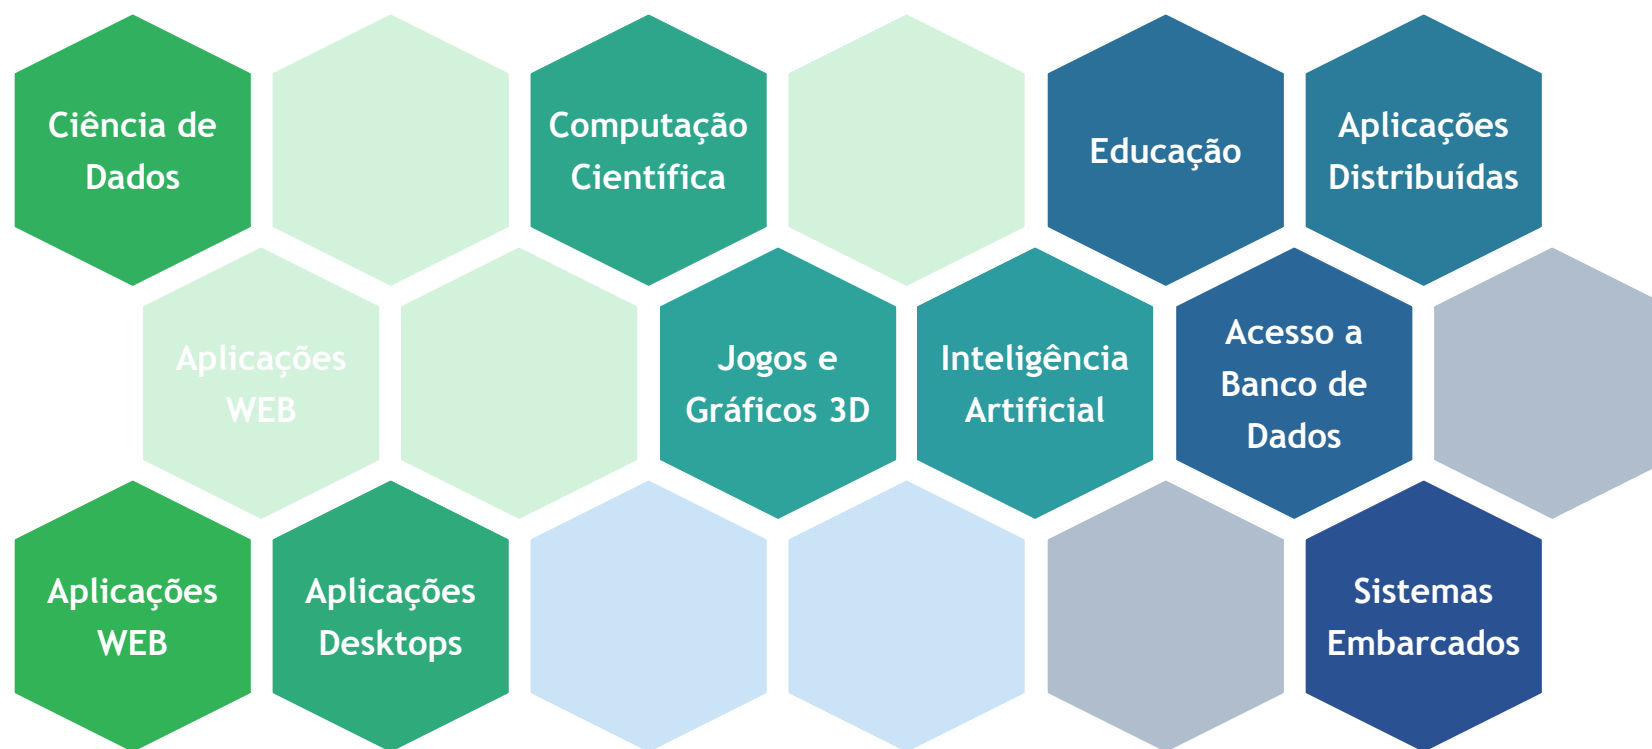 Ciência de
Dados
Computação
Científica
Educação
Aplicações
Distribuídas
Aplicações
WEB
Jogos e
Gráficos 3D
Inteligência
Artificial
Acesso a
Banco de
Dados
Aplicações
WEB
Aplicações
Desktops
Sistemas
Embarcados